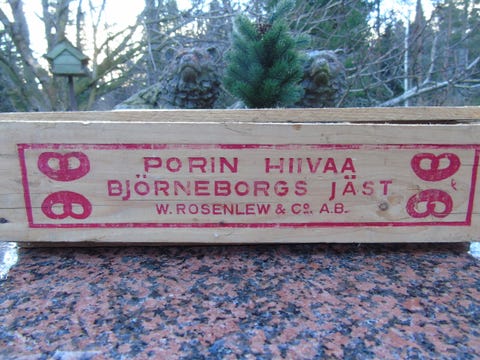 PORIN HIIVAA
BJÖRNEBORGS JÄST
W. ROSENLEW & Co. A.B.